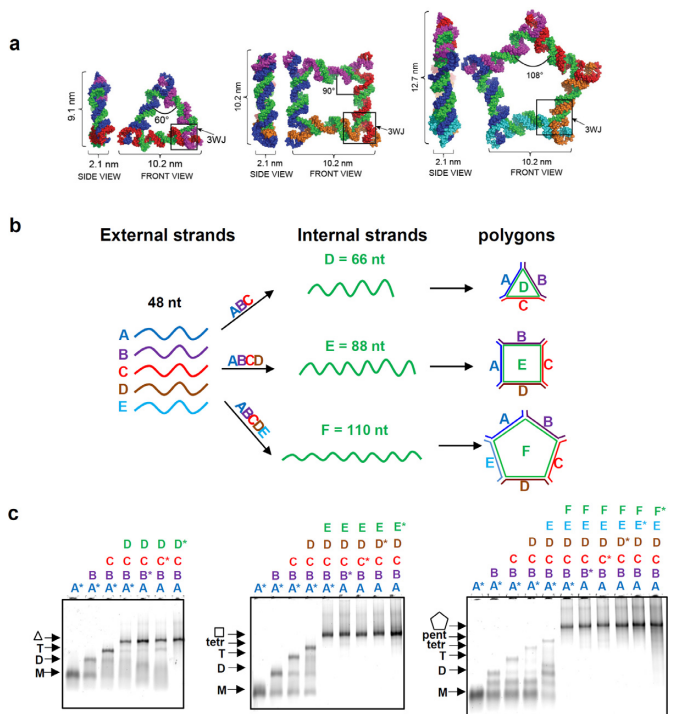 a
9.1 nm
60°
3WJ
2.1 nm
SIDE VIEW
10.2 nm
FRONT VIEW
10.2 nm
90°
3WJ
2.1 nm
SIDE VIEW
10.2 nm
FRONT VIEW
12.7 nm
108°
3WJ
2.1 nm
SIDE VIEW
10.2 nm
FRONT VIEW
b
External strands
Internal strands
polygons
48 nt
A
B
C
D
E
ABC
ABCD
ABCDE
D = 66 nt
E = 88 nt
F = 110 nt
A B
D
C
B
A E C
D
A B
F
E C
D
c
D D D D*
C C C C* C
B B B B* B B
A* A* A* A* A A A
T
D
M
E E E E E*
D D D D D* D
C C C C C* C C
B B B B B* B B B
A* A* A* A* A* A A A A
tetr
T
D
M
F F F F F F*
E E E E E E* E
D D D D D D* D D
C C C C C C* C C C
B B B B B B* B B B B
A* A* A* A* A* A* A A A A A
pent
tetr
T
D
M